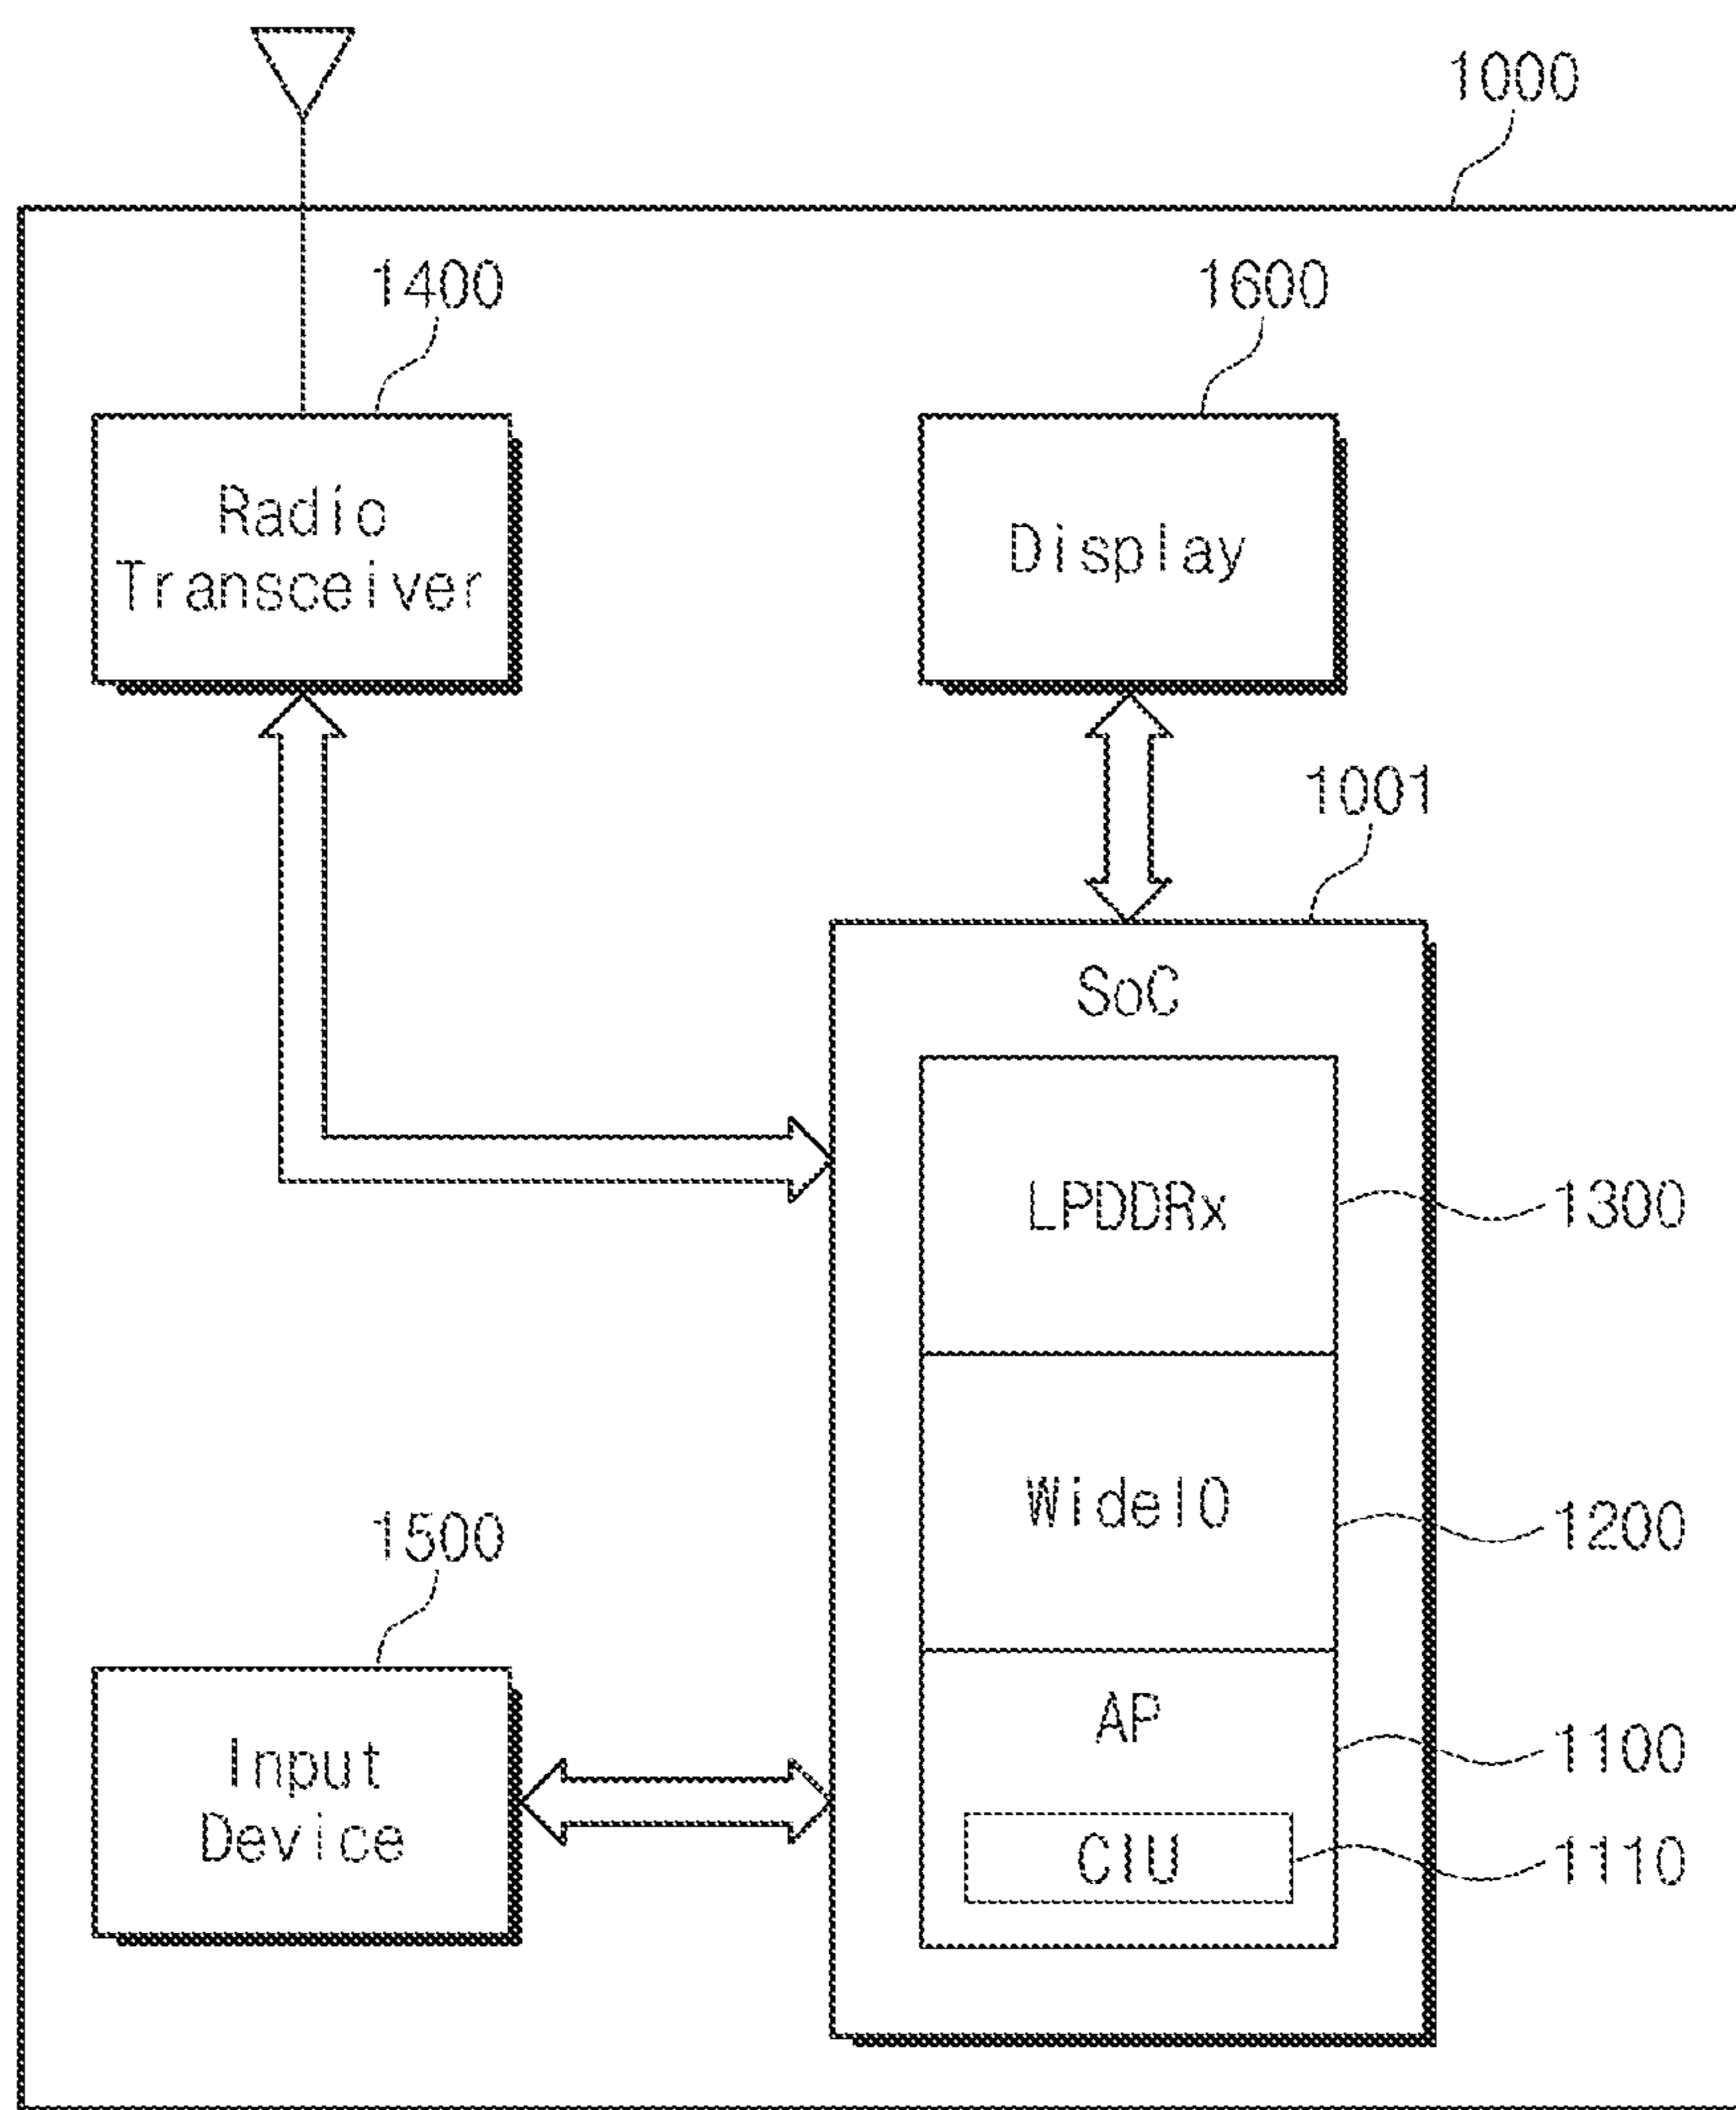 1000
1400
1600
Radio
Transceiver
Display
1001
SoC
LPDDRx
1300
WideIO
1200
1500
AP
1100
Input
Device
CIU
1110